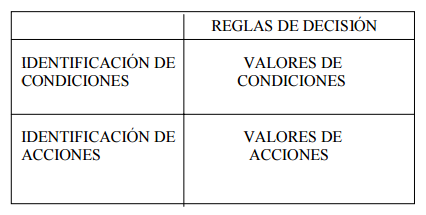 REGLAS DE DECISIÓN
IDENTIFICACIÓN DE
CONDICIONES
VALORES DE
CONDICIONES
IDENTIFICACIÓN DE
ACCIONES
VALORES DE
ACCIONES